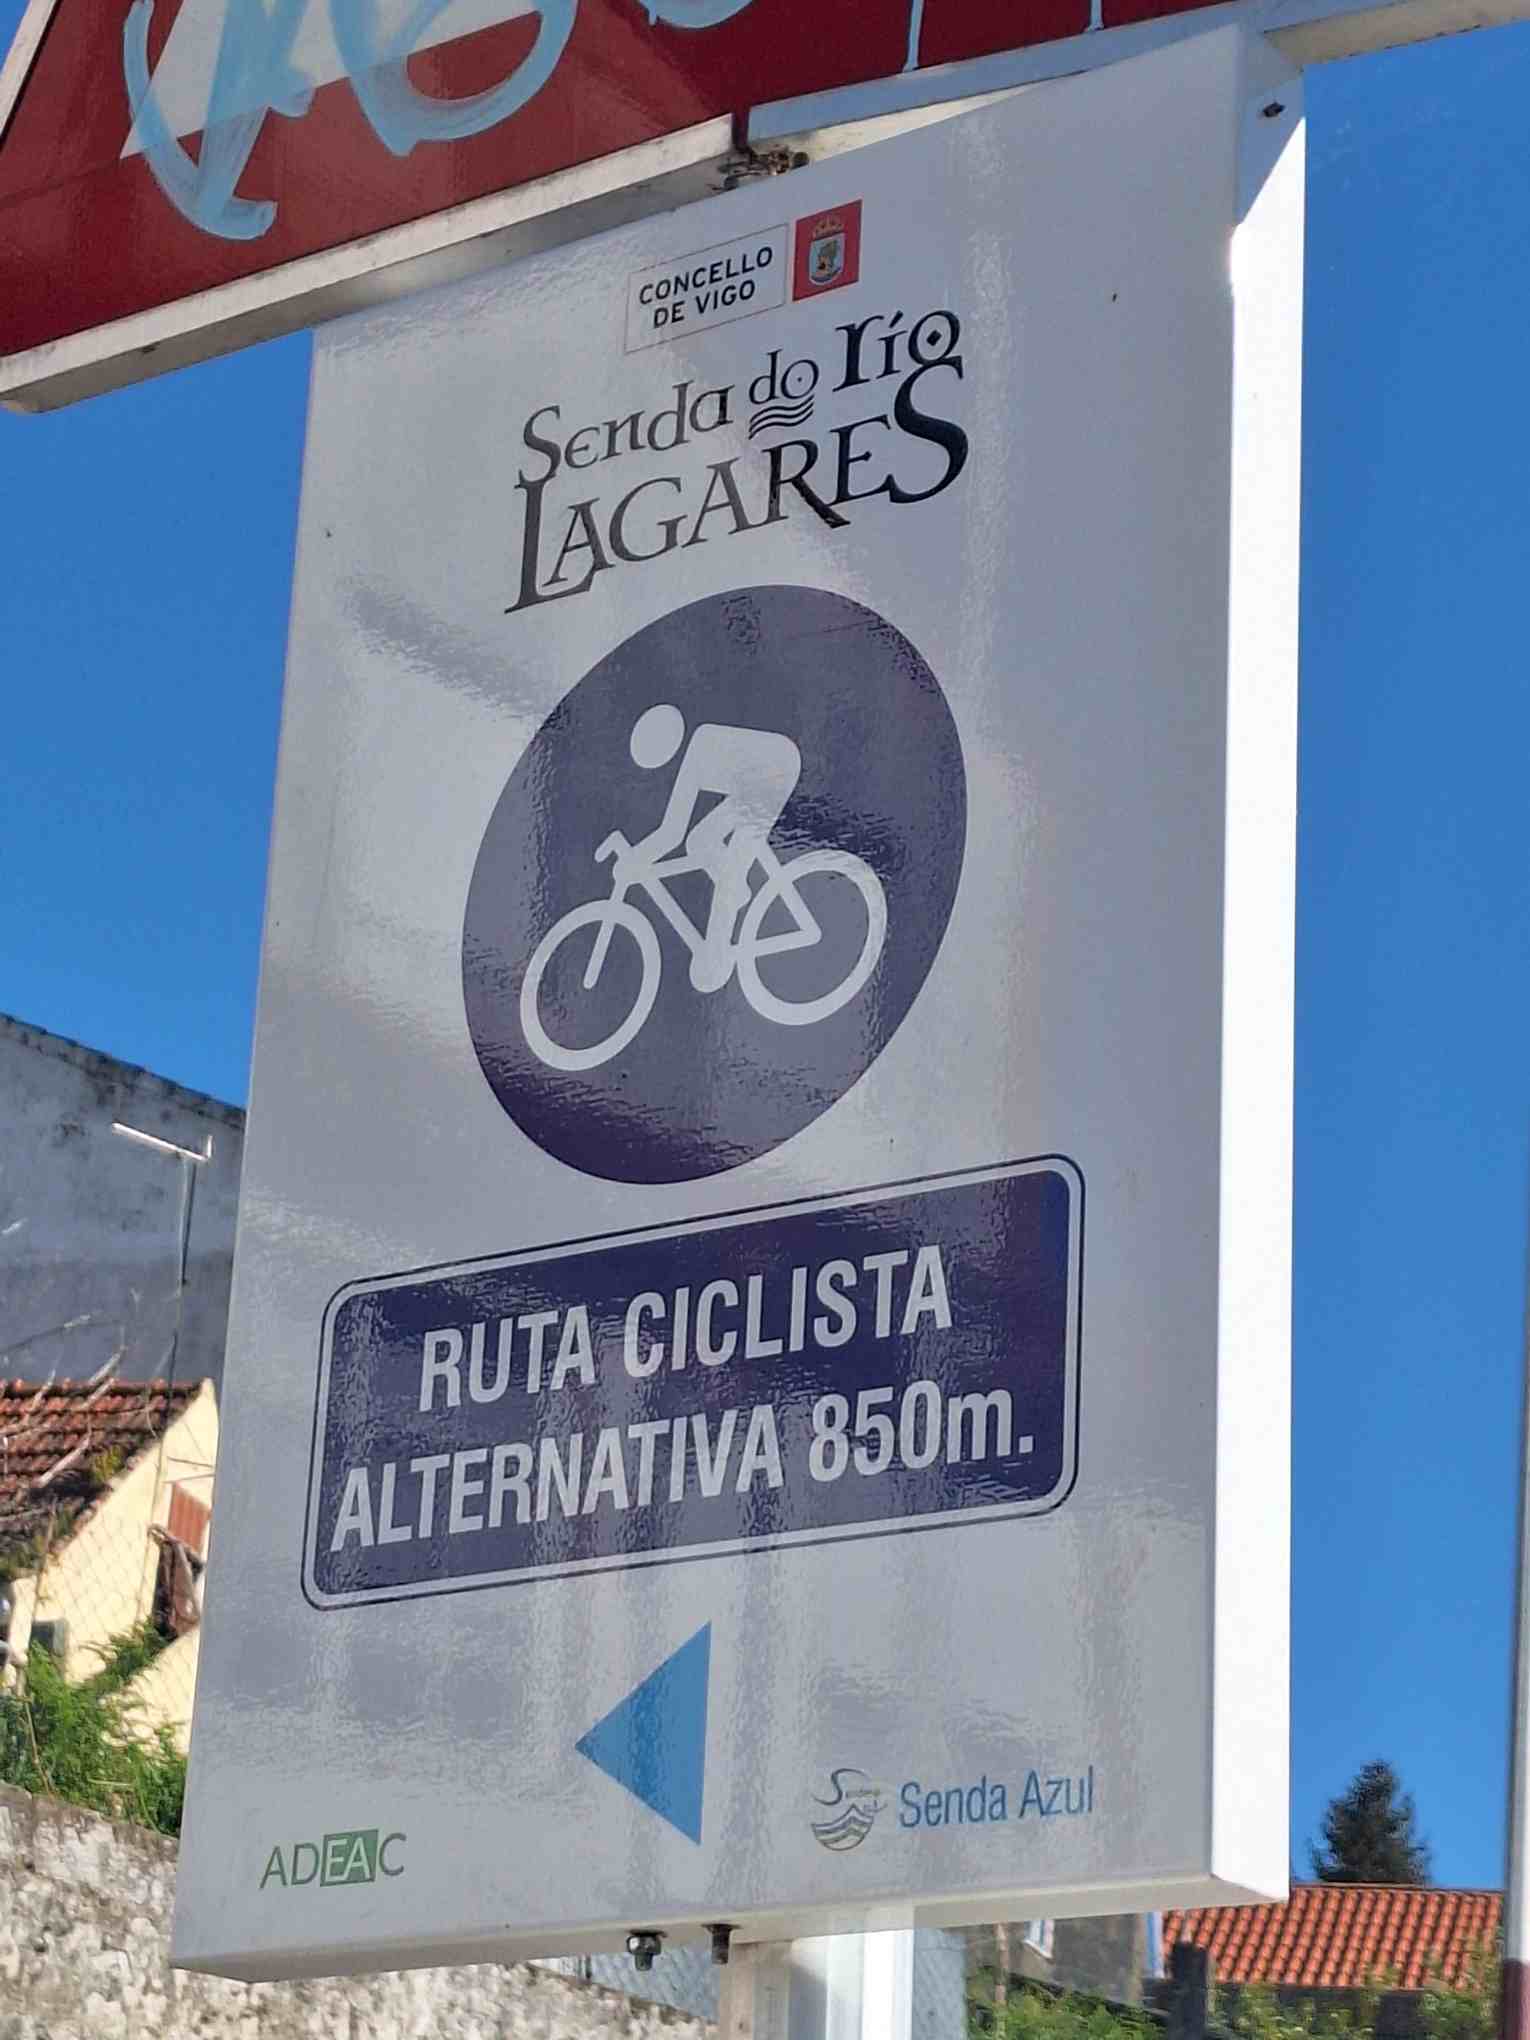 CONCELLO
DE VIGO
Senda do río
LAGARES
RUTA CICLISTA
ALTERNATIVA 850m.
ADEAC
Senda Azul